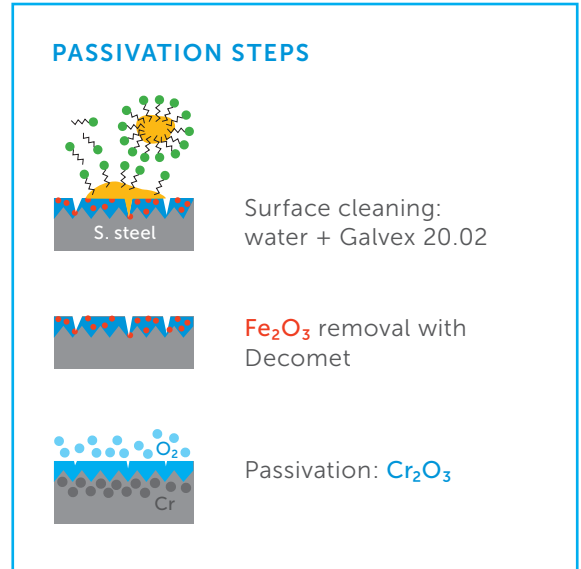 PASSIVATION STEPS
S. steel
Surface cleaning:
water + Galvex 20.02
Fe₂O₃ removal with
Decomet
O₂
Cr
Passivation: Cr₂O₃